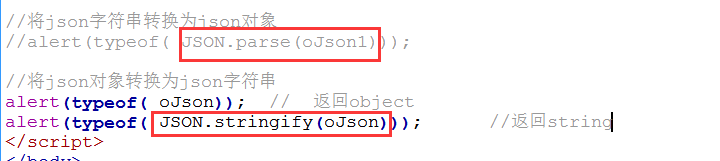 //将json字符串转换为json对象
//alert(typeof( JSON.parse(oJson1)));
//将json对象转换为json字符串
alert(typeof( oJson));  //  返回object
alert(typeof( JSON.stringify(oJson)));       //返回string
</script>
</body>